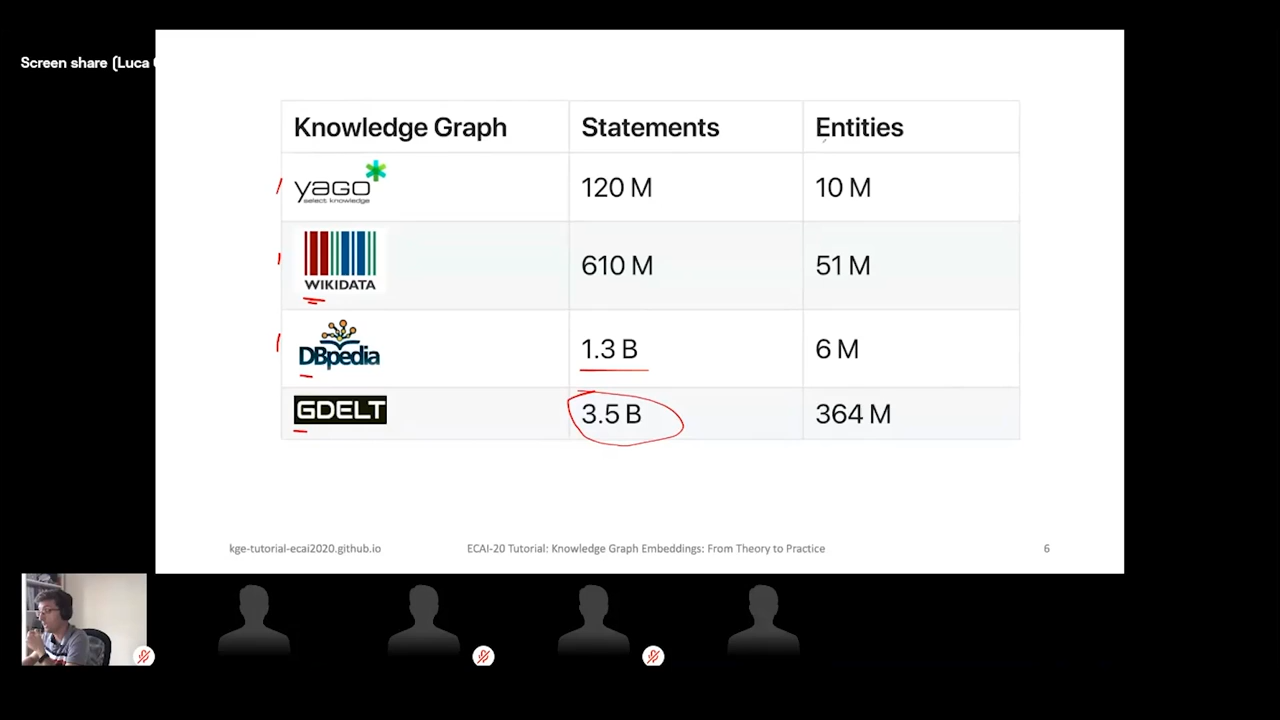 Screen share (Luca
Knowledge Graph Statements Entities
yago
select knowledge
120 M 10 M
WIKIDATA
610 M 51 M
DBpedia
1.3 B 6 M
GDELT 3.5 B 364 M
kge-tutorial-ecai2020.github.io ECAI-20 Tutorial: Knowledge Graph Embeddings: From Theory to Practice 6